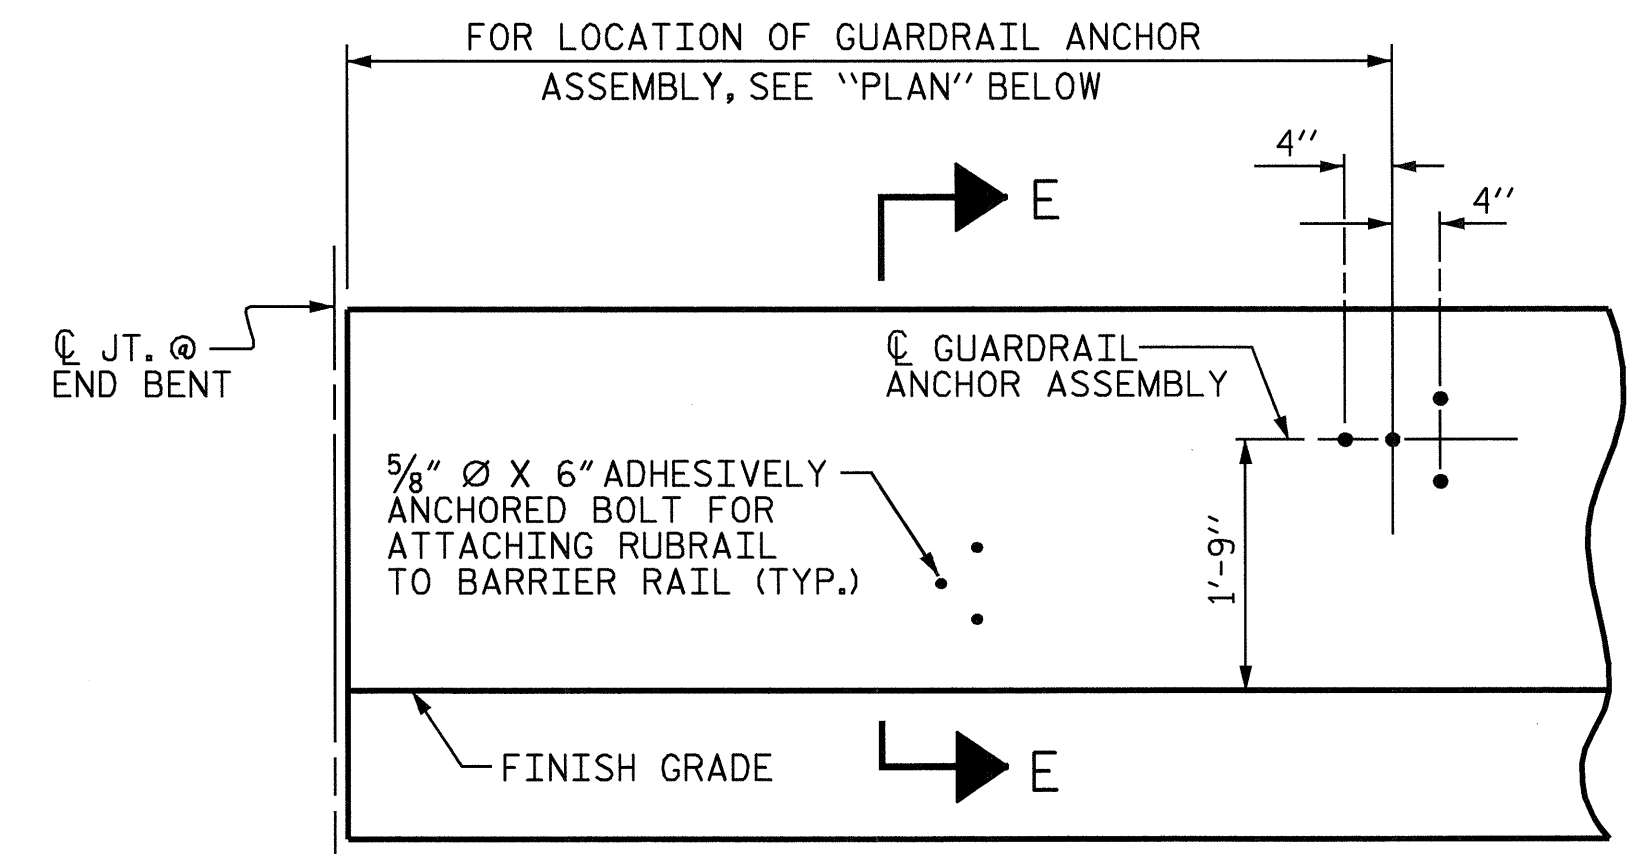 FOR LOCATION OF GUARDRAIL ANCHOR
ASSEMBLY, SEE "PLAN" BELOW
4"
4"
E
℄ JT. @
END BENT
℄ GUARDRAIL
ANCHOR ASSEMBLY
5/8" Ø X 6" ADHESIVELY
ANCHORED BOLT FOR
ATTACHING RUBRAIL
TO BARRIER RAIL (TYP.)
1'-9"
FINISH GRADE
E